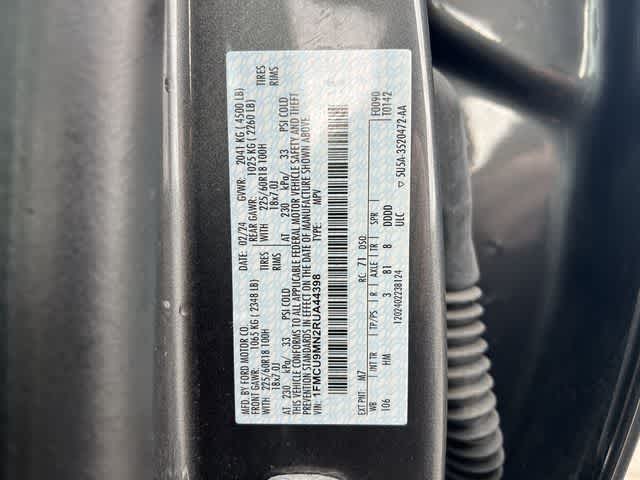 MFD. BY FORD MOTOR CO.
DATE: 02/24 GVWR: 2041 KG ( 4500 LB)
FRONT GAWR: 1065 KG ( 2348 LB) REAR GAWR: 1025 KG ( 2260 LB)
WITH 225/60R18 100H TIRES WITH 225/60R18 100H TIRES
18x7.0J RIMS 18x7.0J RIMS
AT 230 kPa/ 33 PSI COLD AT 230 kPa/ 33 PSI COLD
THIS VEHICLE CONFORMS TO ALL APPLICABLE FEDERAL MOTOR VEHICLE SAFETY AND THEFT
PREVENTION STANDARDS IN EFFECT ON THE DATE OF MANUFACTURE SHOWN ABOVE.
VIN: 1FMCU9MN2RUA44398 TYPE: MPV
F0090
T0142
EXT PNT: M7 RC: 71 DSO:
WB INT TR TP/PS R AXLE TR SPR
106 HM 3 81 8 DDDD
1202402238124 ULC
5U5A-3520472-AA